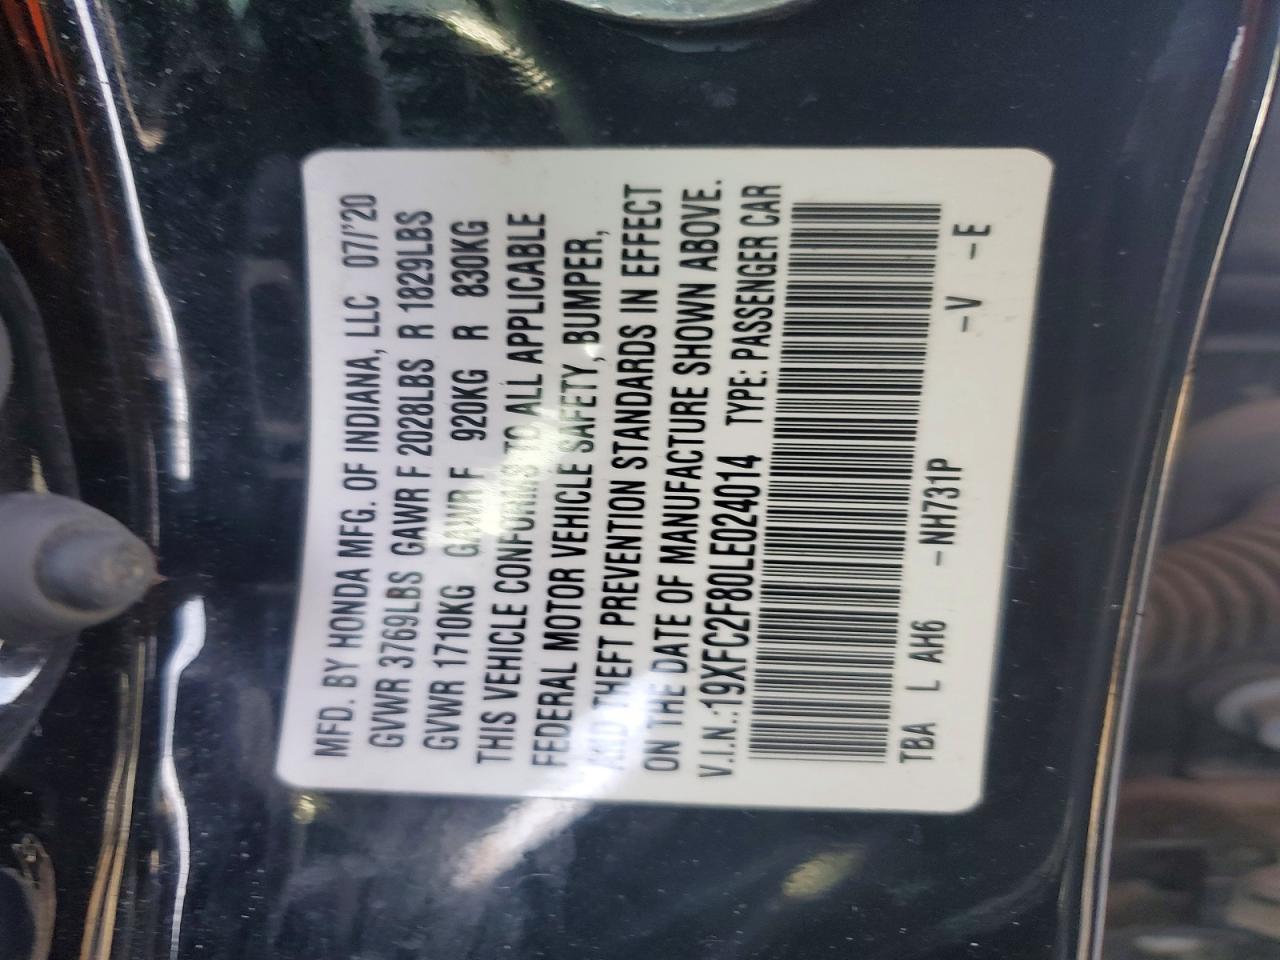 MFD. BY HONDA MFG. OF INDIANA, LLC 07/'20
GVWR 3769LBS GAWR F 2028LBS R 1829LBS
GVWR 1710KG GAWR F 920KG R 830KG
THIS VEHICLE CONFORMS TO ALL APPLICABLE
FEDERAL MOTOR VEHICLE SAFETY, BUMPER,
AND THEFT PREVENTION STANDARDS IN EFFECT
ON THE DATE OF MANUFACTURE SHOWN ABOVE.
V.I.N.:19XFC2F80LE024014 TYPE: PASSENGER CAR
TBA L AH6 -NH731P -V -E